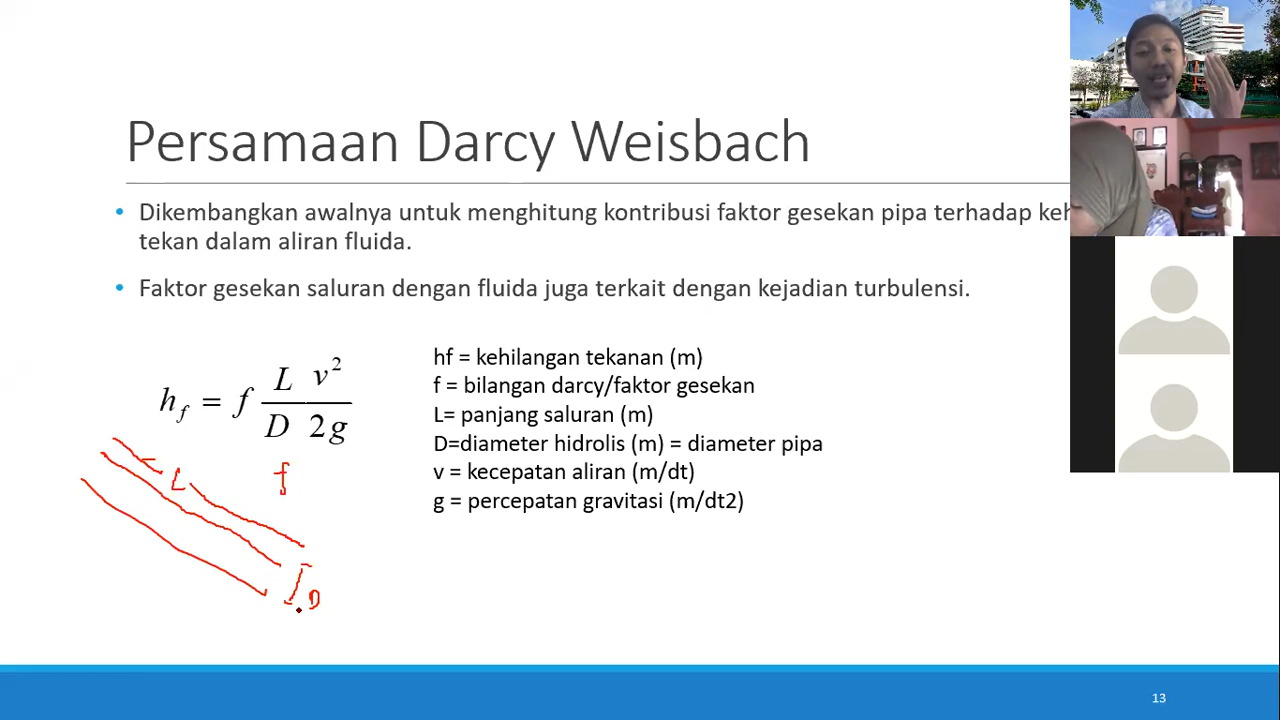 Persamaan Darcy Weisbach
• Dikembangkan awalnya untuk menghitung kontribusi faktor gesekan pipa terhadap
tekan dalam aliran fluida.
• Faktor gesekan saluran dengan fluida juga terkait dengan kejadian turbulensi.
h_f = f L/D v²/2g
hf = kehilangan tekanan (m)
f = bilangan darcy/faktor gesekan
L= panjang saluran (m)
D=diameter hidrolis (m) = diameter pipa
v = kecepatan aliran (m/dt)
g = percepatan gravitasi (m/dt2)
L
f
D
13